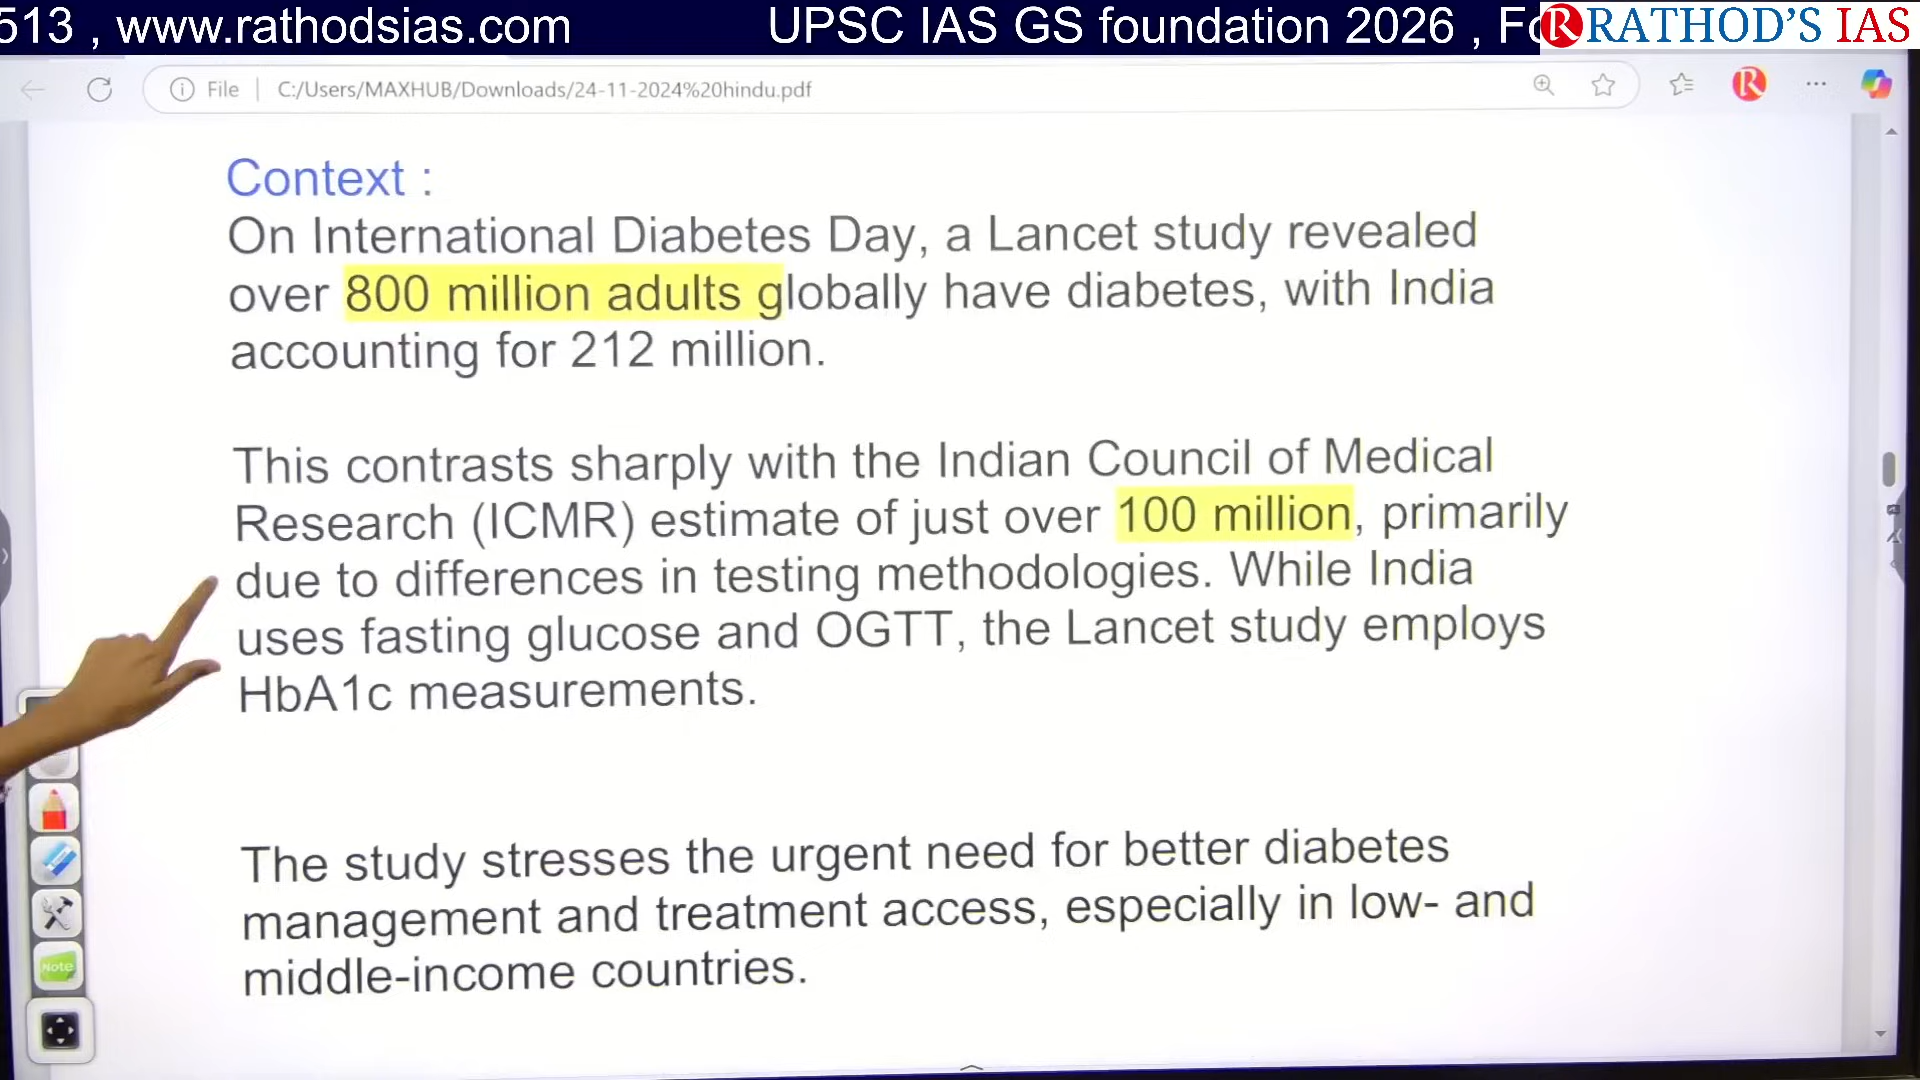 513 , www.rathodsias.com UPSC IAS GS foundation 2026 , Fo
R RATHOD'S IAS
File C:/Users/MAXHUB/Downloads/24-11-2024%20hindu.pdf
Context :
On International Diabetes Day, a Lancet study revealed
over 800 million adults globally have diabetes, with India
accounting for 212 million.
This contrasts sharply with the Indian Council of Medical
Research (ICMR) estimate of just over 100 million, primarily
due to differences in testing methodologies. While India
uses fasting glucose and OGTT, the Lancet study employs
HbA1c measurements.
The study stresses the urgent need for better diabetes
management and treatment access, especially in low- and
middle-income countries.
Note